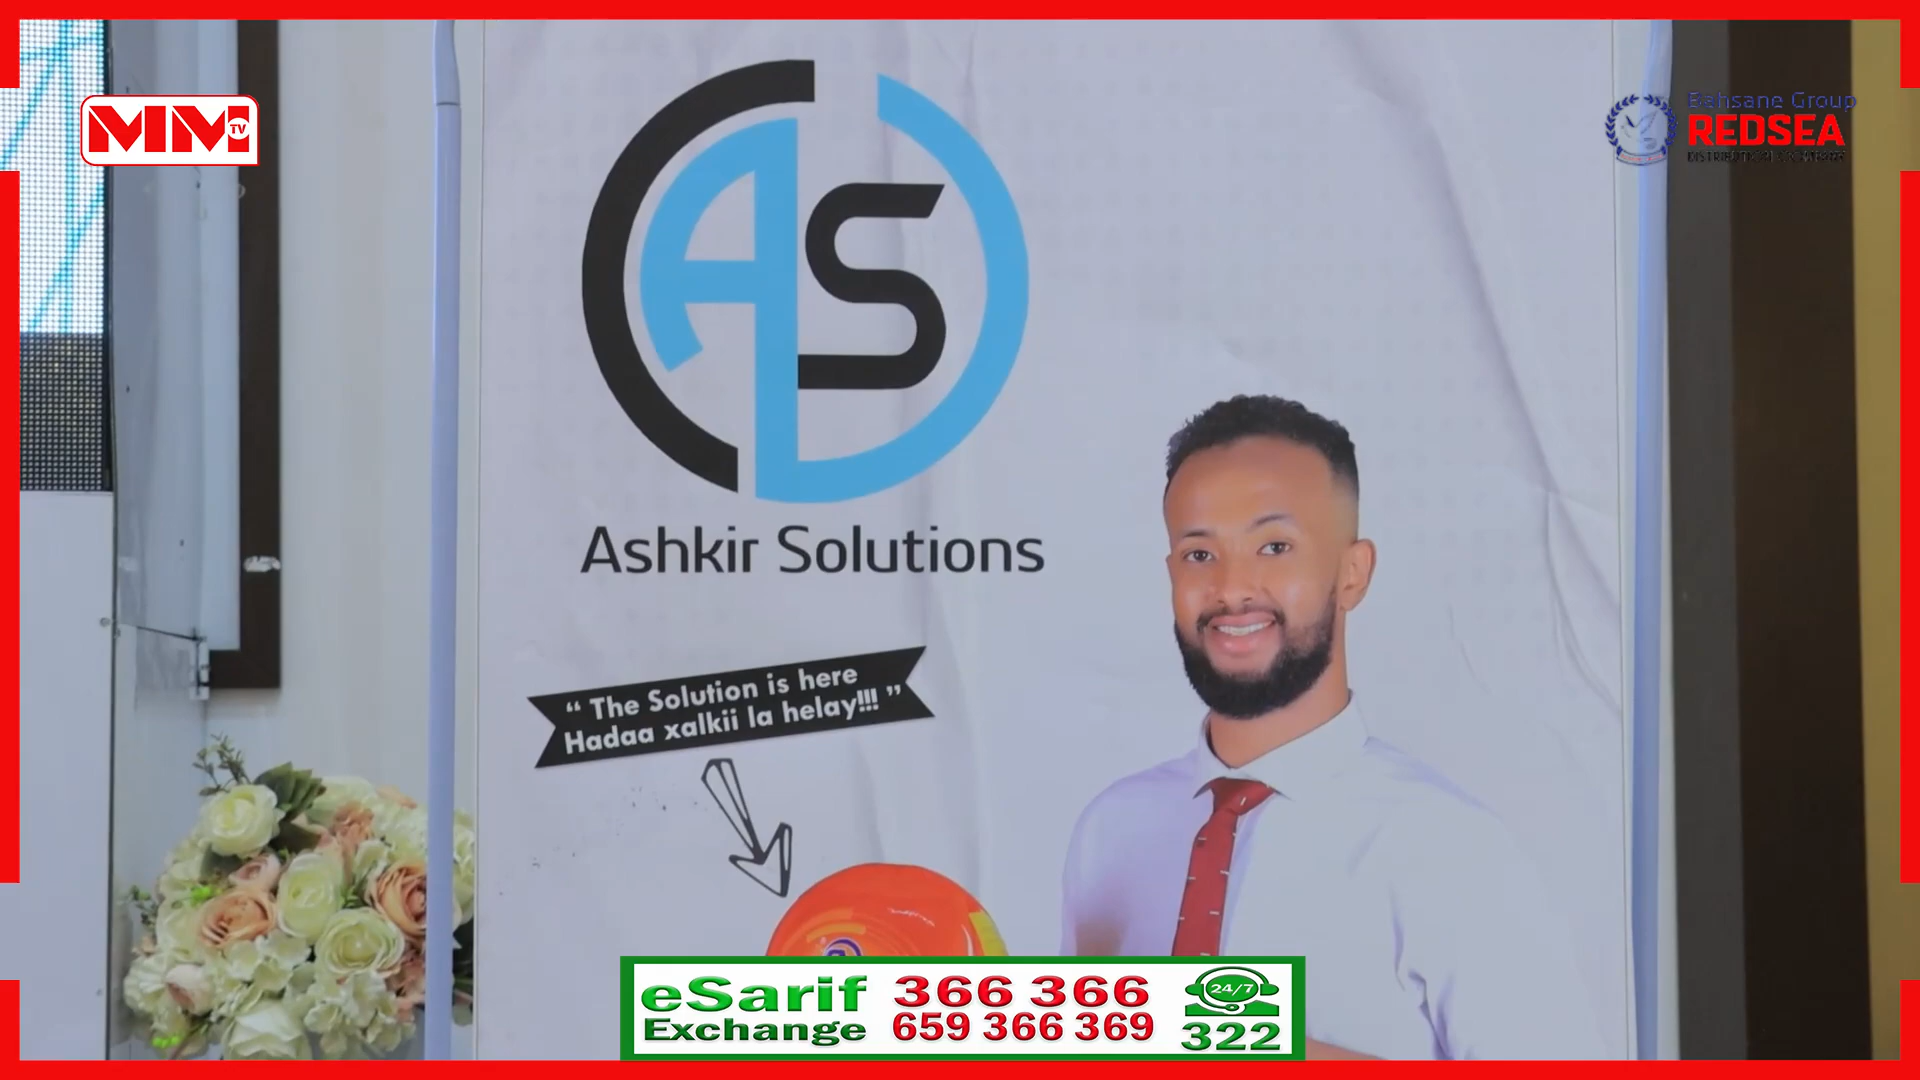 MM TV
Bahsane Group
REDSEA
AS
Ashkir Solutions
“ The Solution is here
Hadaa xalkii la helay!!! ”
eSarif
Exchange
366 366
659 366 369
24/7
322